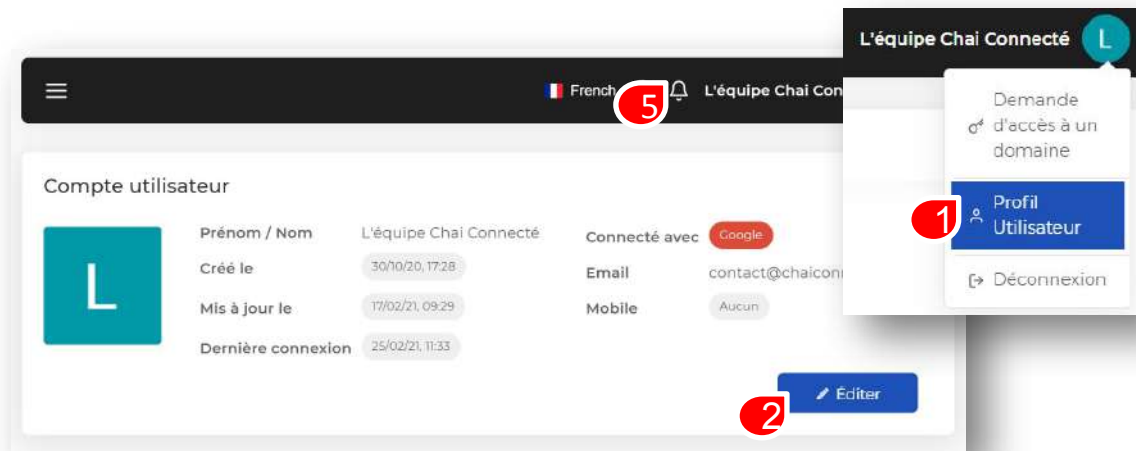 L'équipe Chai Connecté L
French 5 L'équipe Chai Con
Demande
d'accès à un
domaine
1 Profil
Utilisateur
Déconnexion
Compte utilisateur
L
Prénom / Nom L'équipe Chai Connecté
Créé le 30/10/20, 17:28
Mis à jour le 17/02/21, 09:29
Dernière connexion 25/02/21, 11:33
Connecté avec Google
Email contact@chaicon
Mobile Aucun
2 Éditer